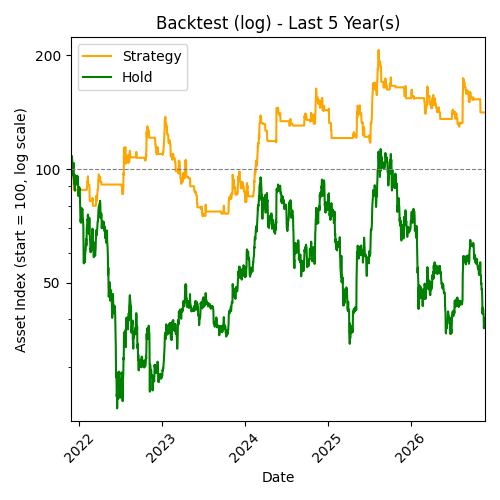 Backtest (log) - Last 5 Year(s)
Strategy
Hold
Asset Index (start = 100, log scale)
200
100
50
2022
2023
2024
2025
2026
Date